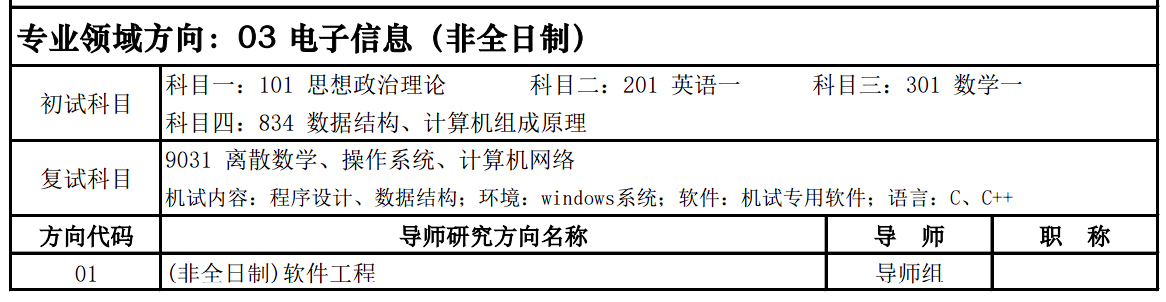 专业领域方向：03 电子信息（非全日制）
初试科目
科目一：101 思想政治理论 科目二：201 英语一 科目三：301 数学一
科目四：834 数据结构、计算机组成原理
复试科目
9031 离散数学、操作系统、计算机网络
机试内容：程序设计、数据结构；环境：windows系统；软件：机试专用软件；语言：C、C++
方向代码 导师研究方向名称 导 师 职 称
01 (非全日制)软件工程 导师组